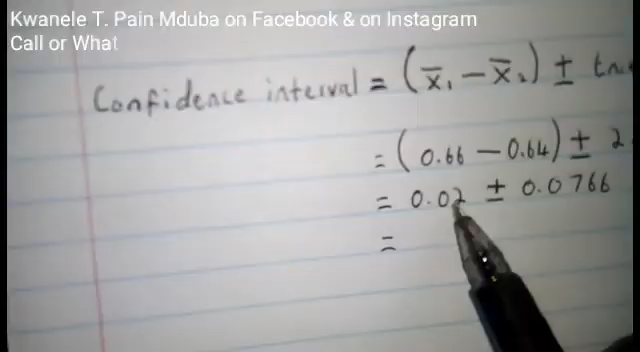 Kwanele T. Pain Mduba on Facebook & on Instagram
Call or What
Confidence interval = (x̄₁ − x̄₂) ±
= (0.66 − 0.64) ± 2
= 0.02 ± 0.0766
=